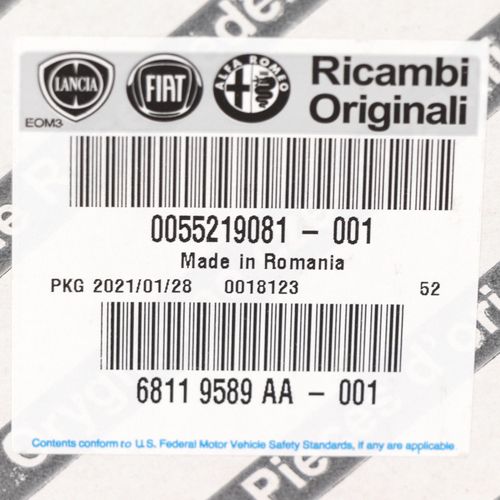 LANCIA
FIAT
ALFA ROMEO
Ricambi
Originali
EOM3
0055219081 - 001
Made in Romania
PKG 2021/01/28 0018123 52
6811 9589 AA - 001
Contents conform to U.S. Federal Motor Vehicle Safety Standards, if any are applicable